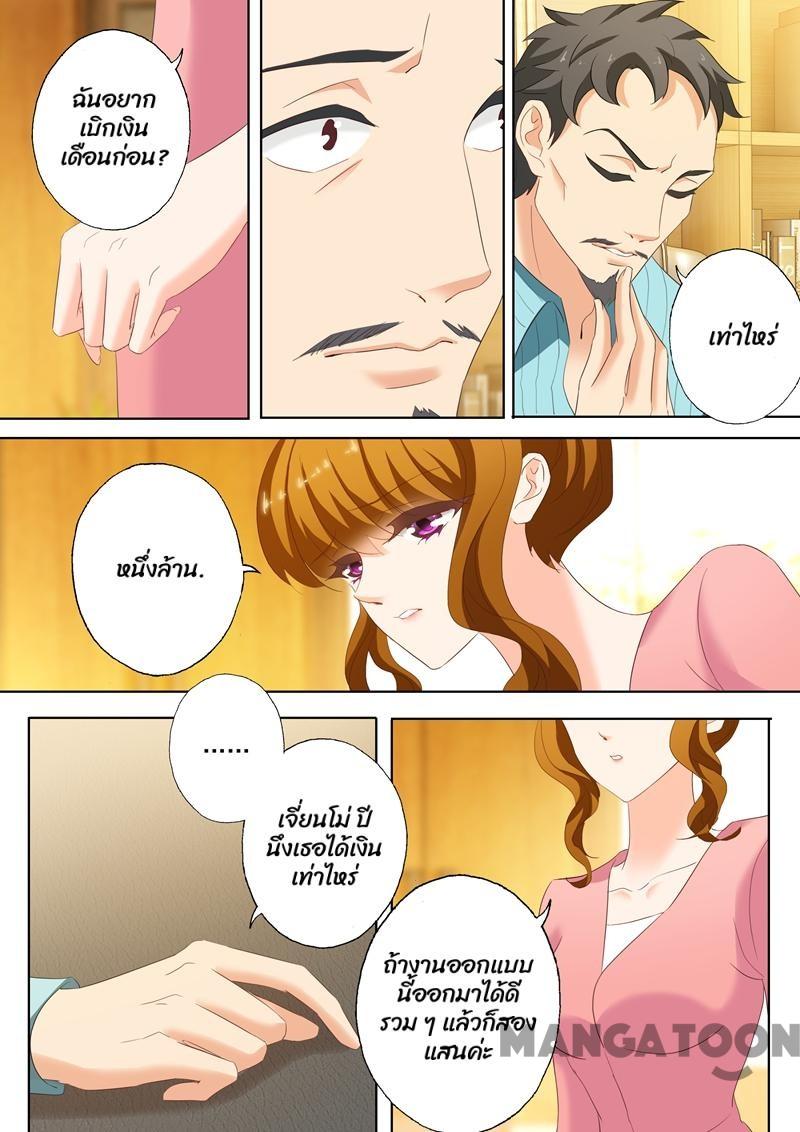 ฉันอยาก
เบิกเงิน
เดือนก่อน?
เท่าไหร่
หนึ่งล้าน.
......
เจี่ยนโม่ ปี
นึงเธอได้เงิน
เท่าไหร่
ถ้างานออกแบบ
นี้ออกมาได้ดี
รวม ๆ แล้วก็สอง
แสนค่ะ
MANGATOON